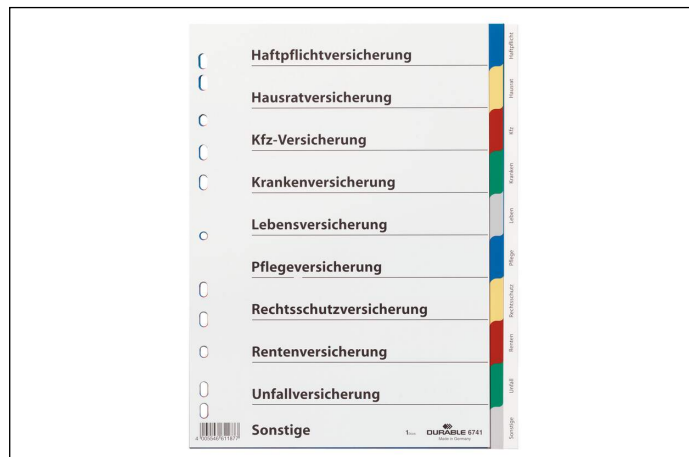 Haftpflichtversicherung
Hausratversicherung
Kfz-Versicherung
Krankenversicherung
Lebensversicherung
Pflegeversicherung
Rechtsschutzversicherung
Rentenversicherung
Unfallversicherung
Sonstige
DURABLE 6741
Made in Germany
Haftpflicht
Hausrat
Kfz
Kranken
Leben
Pflege
Rechtsschutz
Renten
Unfall
Sonstige